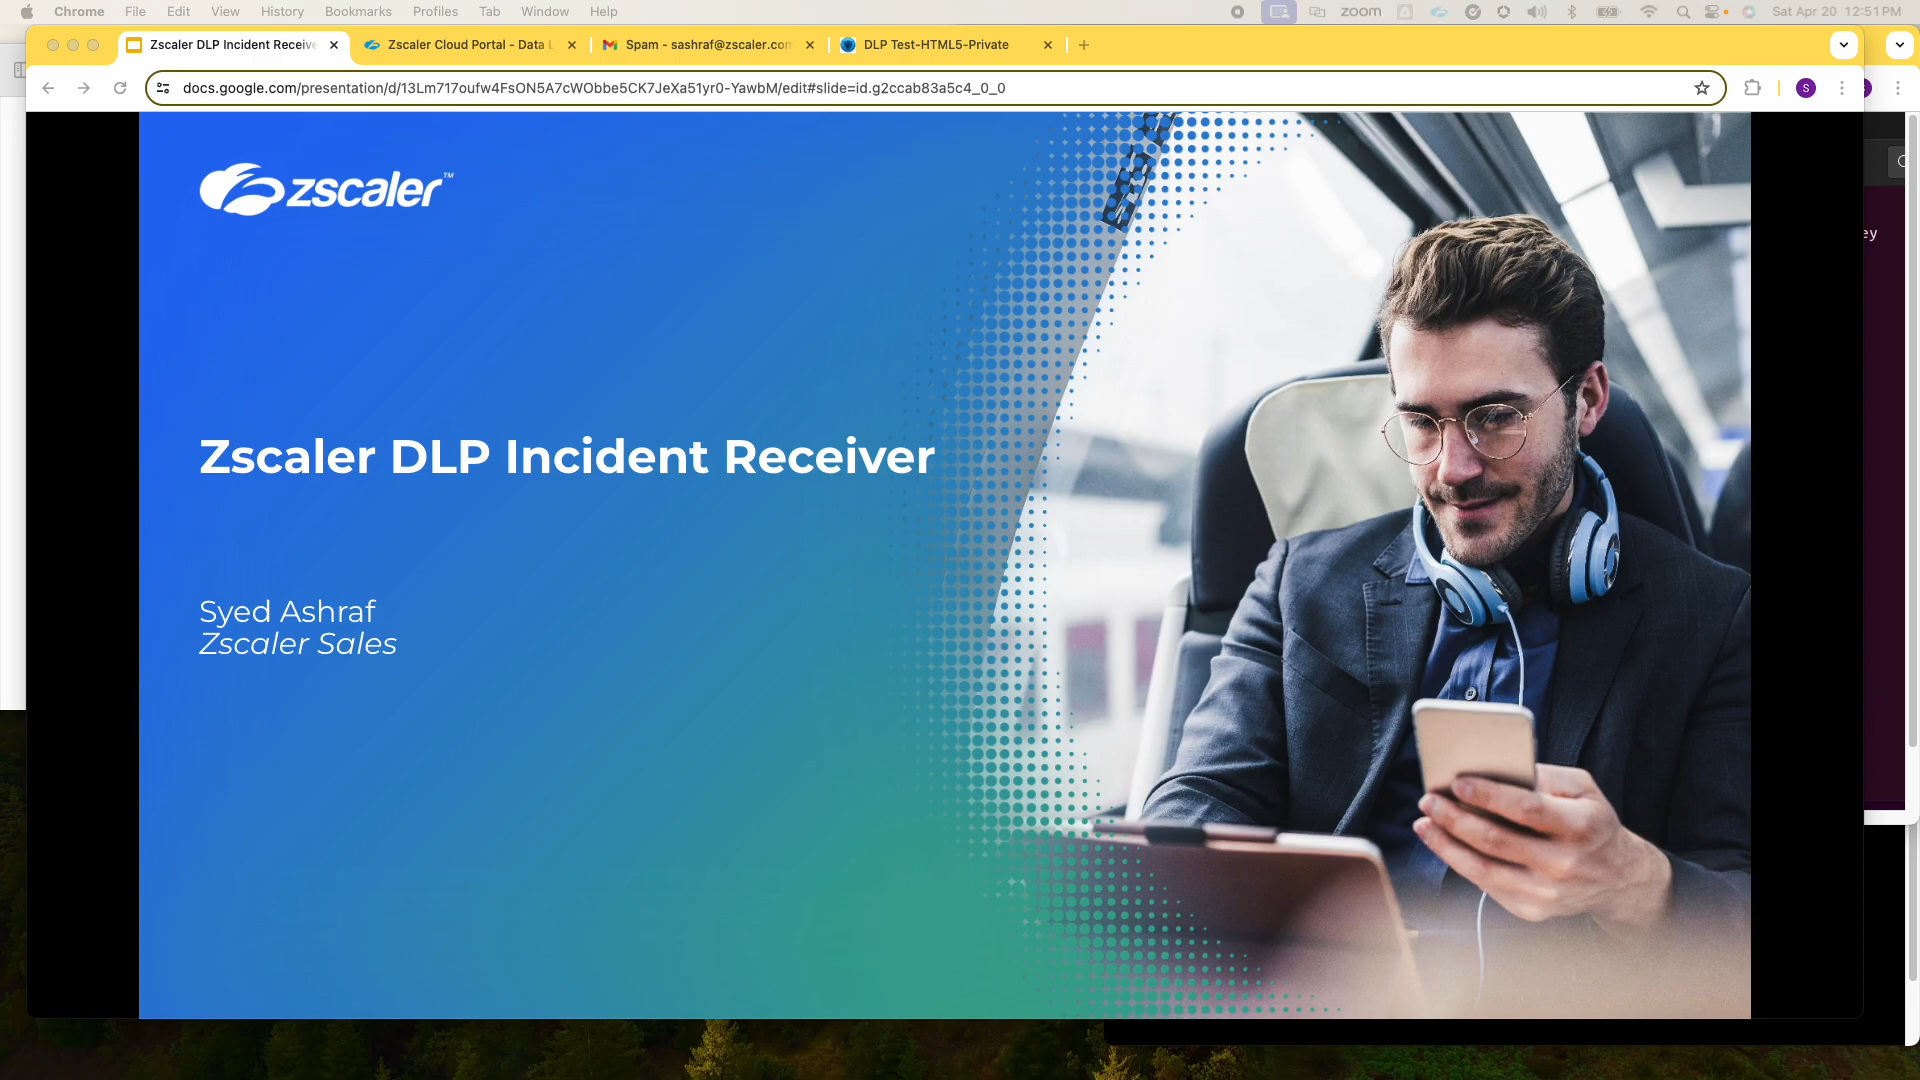 Chrome File Edit View History Bookmarks Profiles Tab Window Help zoom Sat Apr 20 12:51 PM
Zscaler DLP Incident Receive Zscaler Cloud Portal - Data L Spam - sashraf@zscaler.com DLP Test-HTML5-Private
docs.google.com/presentation/d/13Lm717oufw4FsON5A7cWObbe5CK7JeXa51yr0-YawbM/edit#slide=id.g2ccab83a5c4_0_0 S
zscaler™
ey
Zscaler DLP Incident Receiver
Syed Ashraf
Zscaler Sales